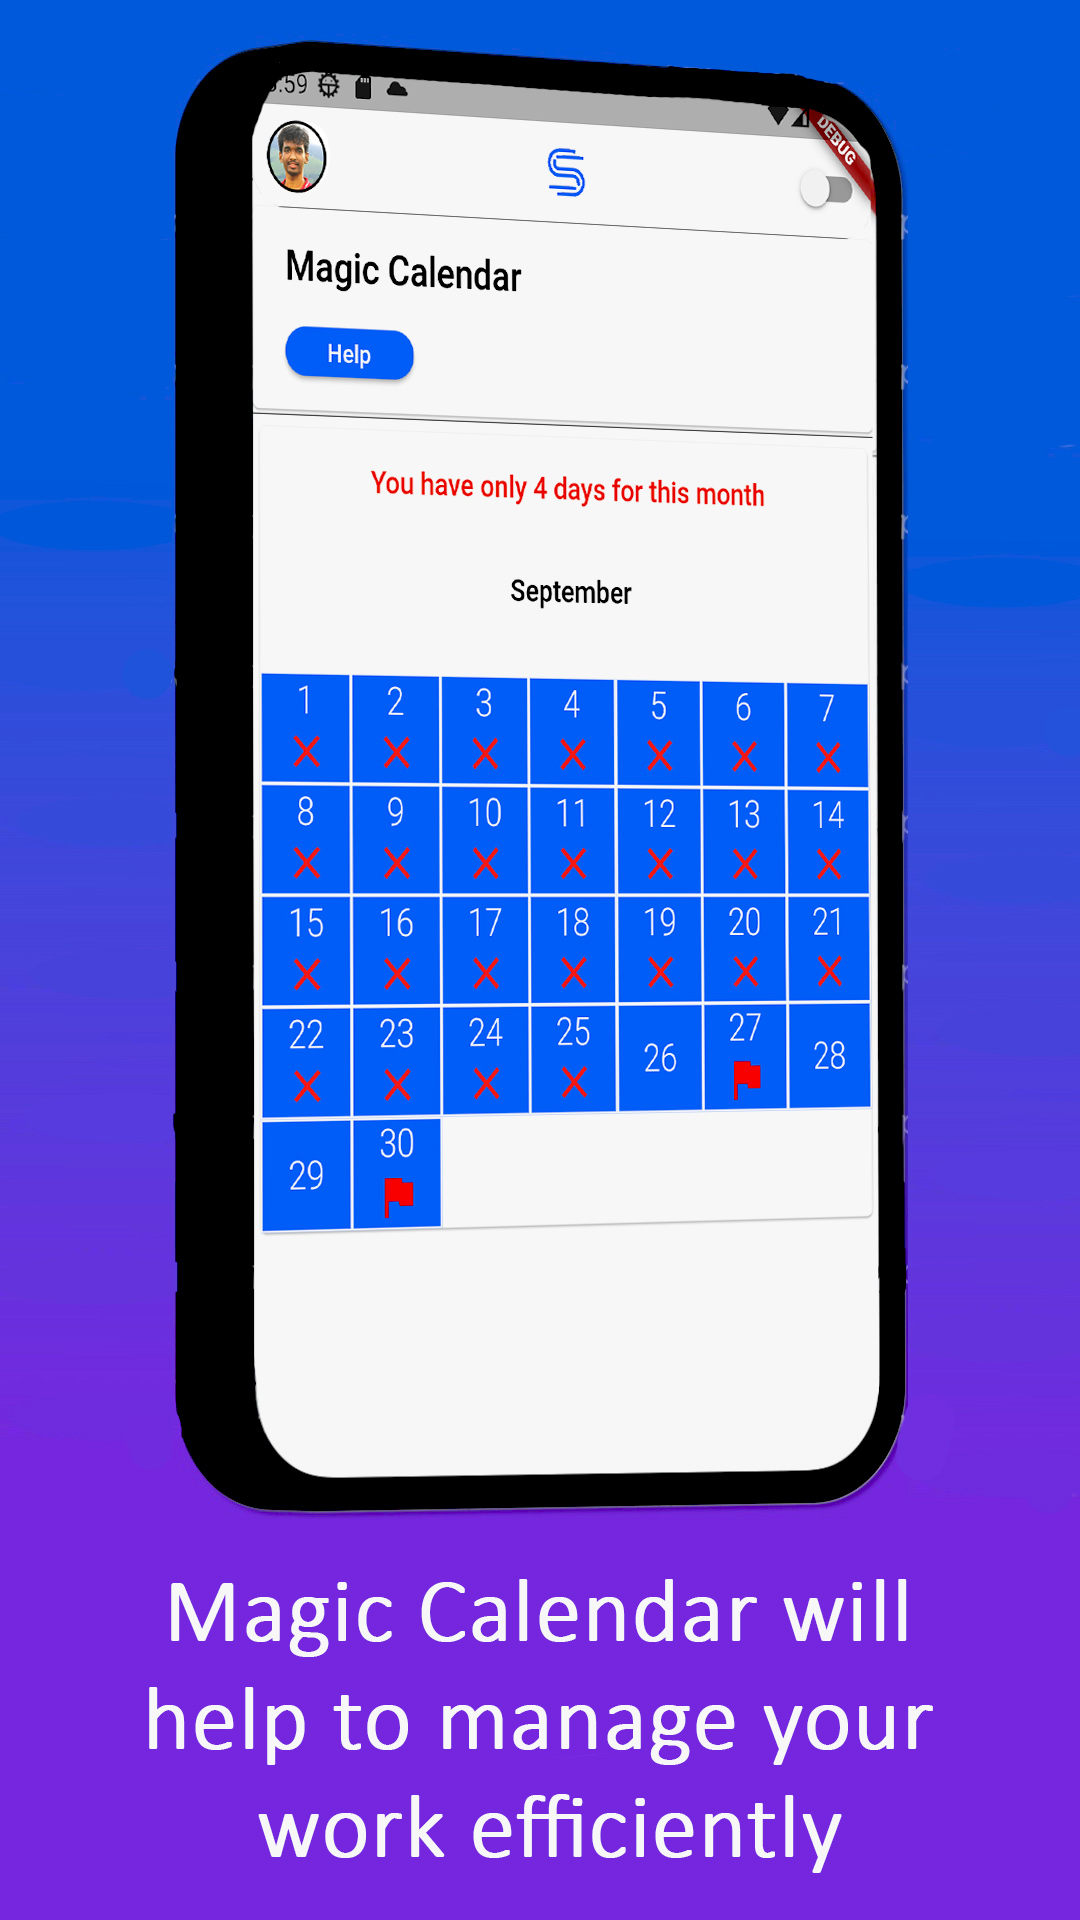 :59
DEBUG
Magic Calendar
Help
You have only 4 days for this month
September
1 2 3 4 5 6 7
8 9 10 11 12 13 14
15 16 17 18 19 20 21
22 23 24 25 26 27 28
29 30
Magic Calendar will
help to manage your
work efficiently